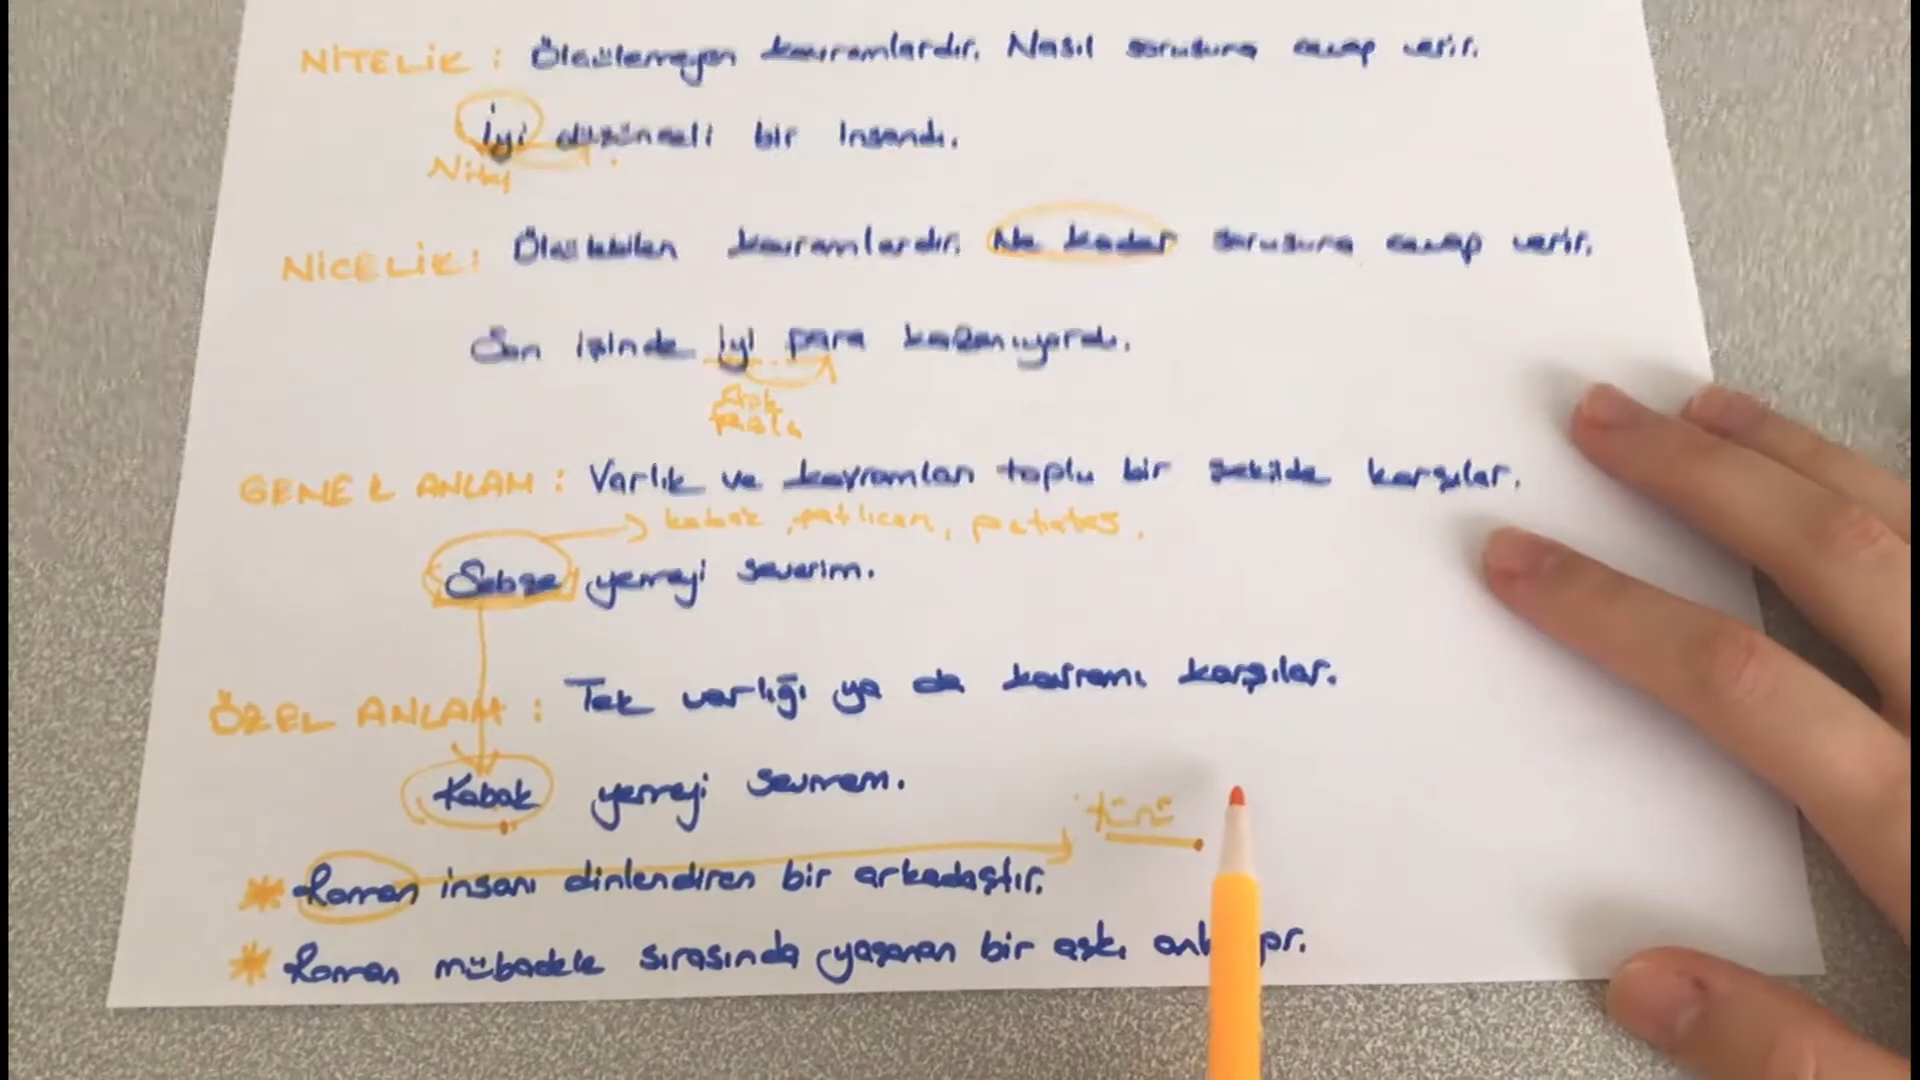 NİTELİK : Ölçülemeyen kavramlardır. Nasıl sorusuna cevap verir.
İyi düşünceli bir insandı.
Nitel
NİCELİK : Ölçülebilen kavramlardır. Ne kadar sorusuna cevap verir.
Son işinde iyi para kazanıyordu.
çok
fazla
GENEL ANLAM : Varlık ve kavramları toplu bir şekilde karşılar.
kabak, patlıcan, patates,
Sebze yemeği severim.
ÖZEL ANLAM : Tek varlığı ya da kavramı karşılar.
Kabak yemeği sevmem.
türü
* Roman insanı dinlendiren bir arkadaştır.
* Roman mübadele sırasında yaşanan bir aşkı